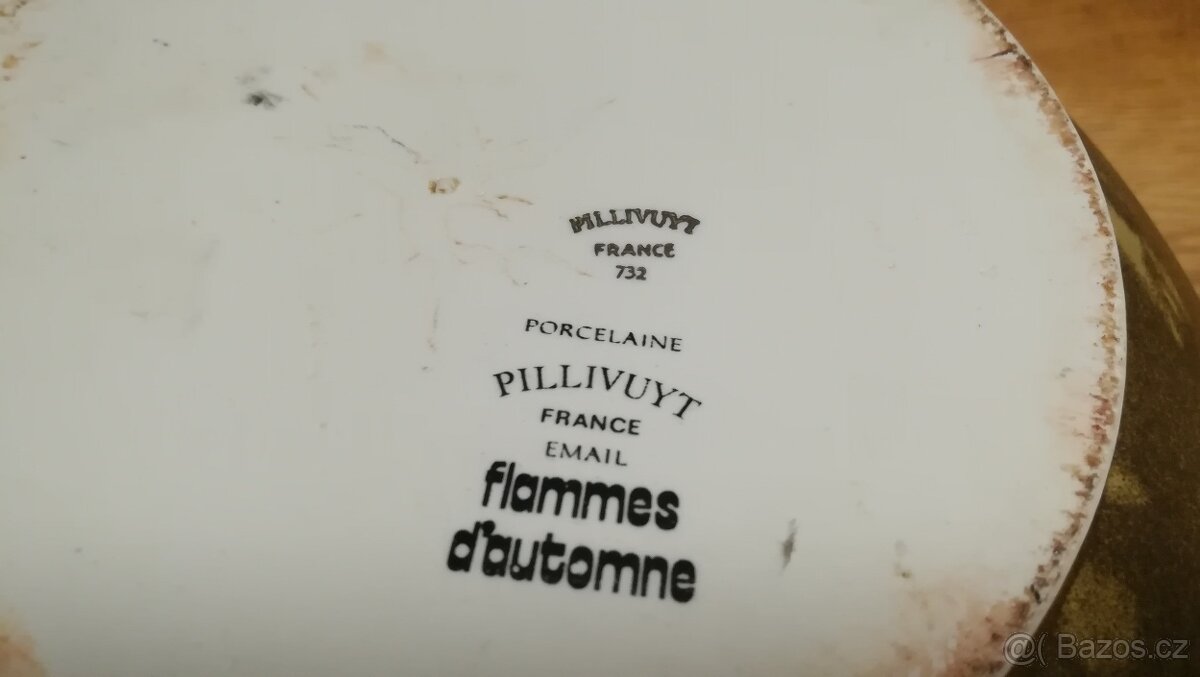 PILLIVUYT
FRANCE
732
PORCELAINE
PILLIVUYT
FRANCE
EMAIL
flammes
d'automne
@( Bazos.cz